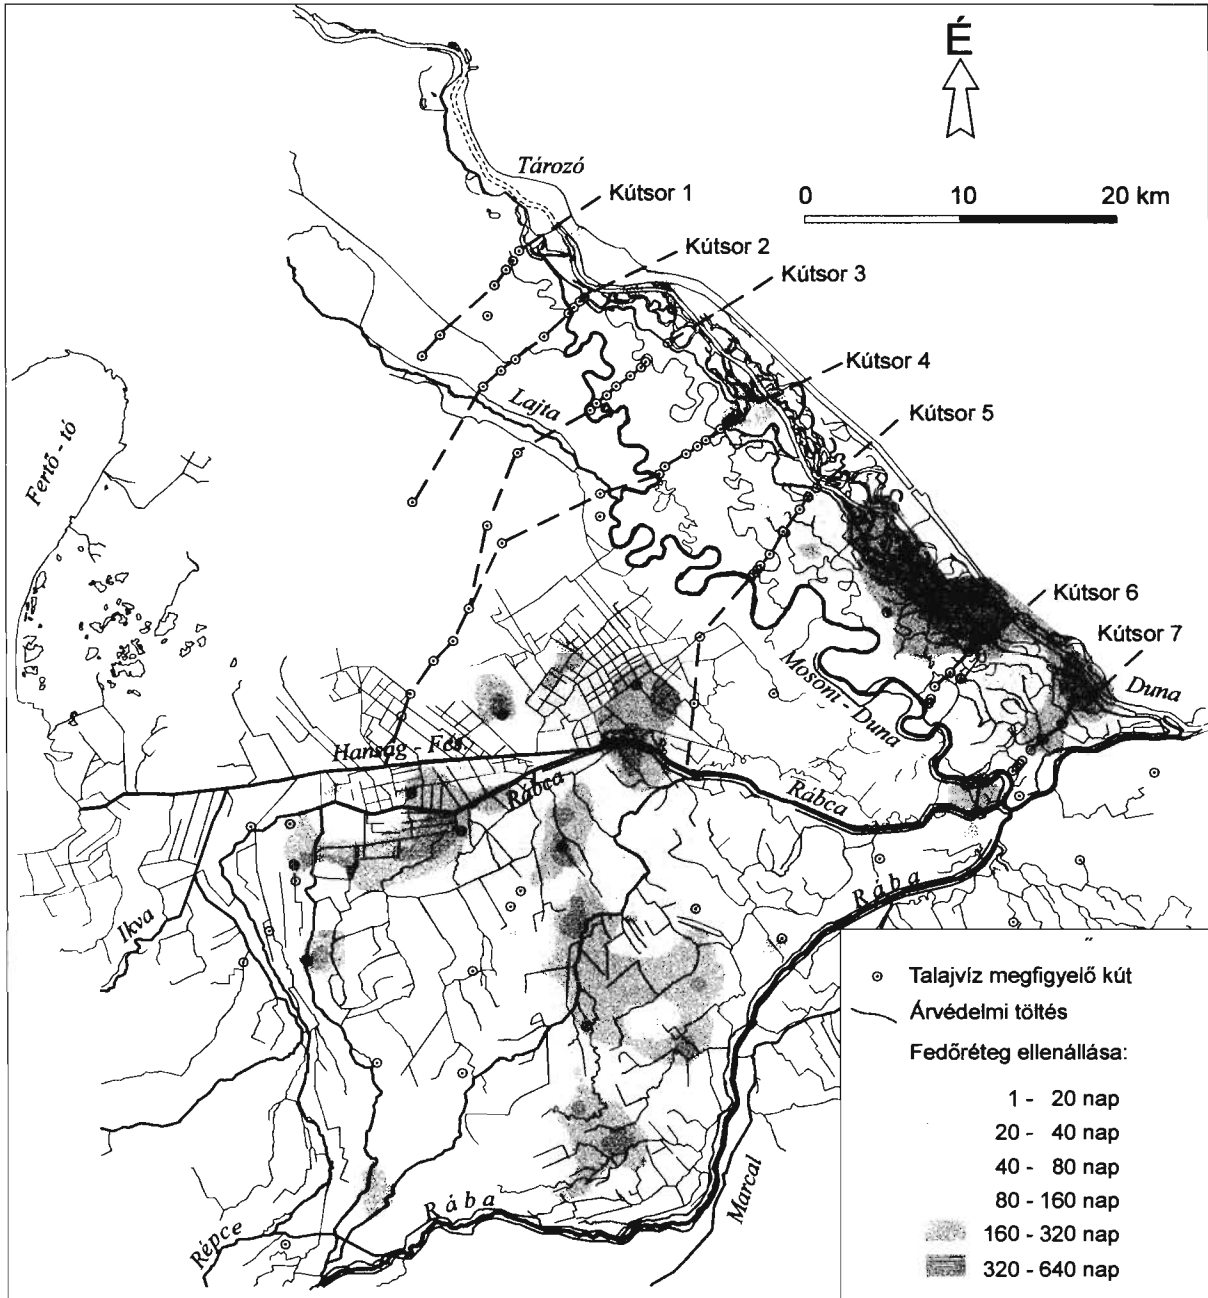 É
Tározó
0 10 20 km
Kútsor 1
Kútsor 2
Kútsor 3
Kútsor 4
Kútsor 5
Lajta
Fertő - tó
Kútsor 6
Kútsor 7
Duna
Mosoni - Duna
Hanság - Fcs.
Rábca
Rábca
Rába
Ikva
Marcal
Rába
Répce
Talajvíz megfigyelő kút
Árvédelmi töltés
Fedőréteg ellenállása:
1 - 20 nap
20 - 40 nap
40 - 80 nap
80 - 160 nap
160 - 320 nap
320 - 640 nap